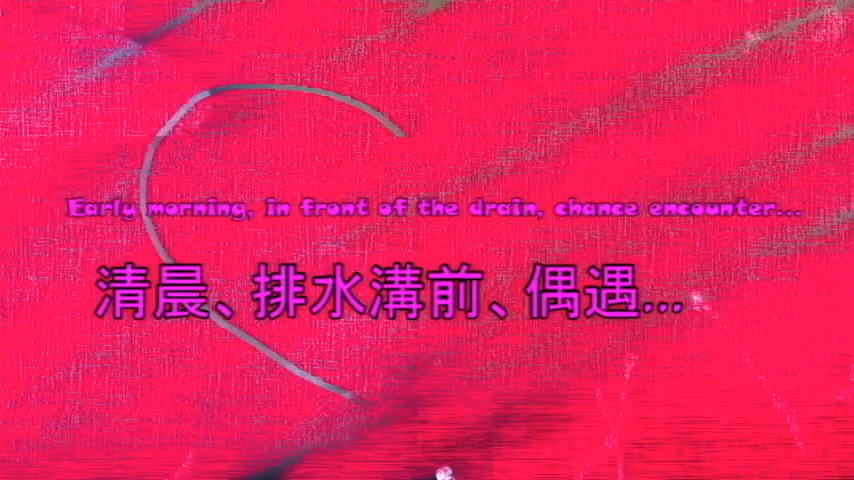 Early morning, in front of the drain, chance encounter...
清晨、排水溝前、偶遇...